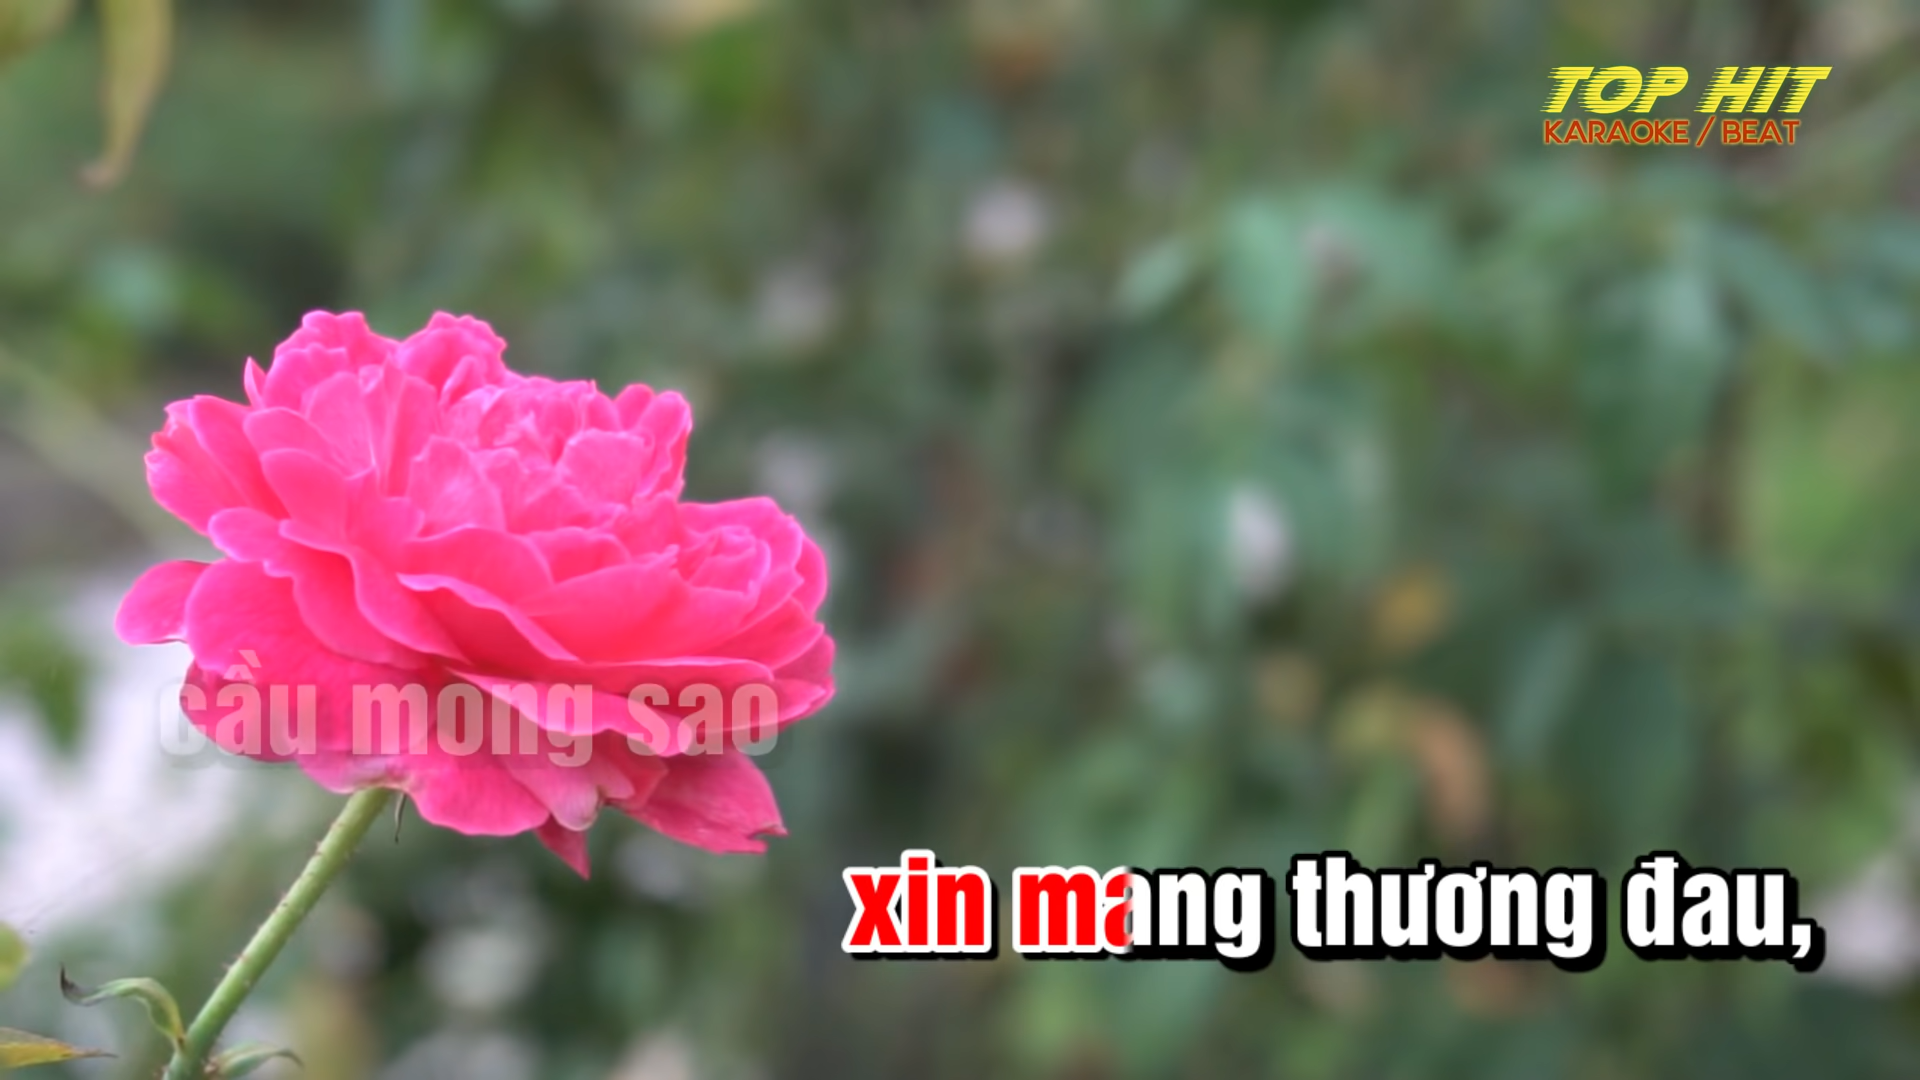 TOP HIT
KARAOKE / BEAT
cầu mong sao
xin mang thương đau,